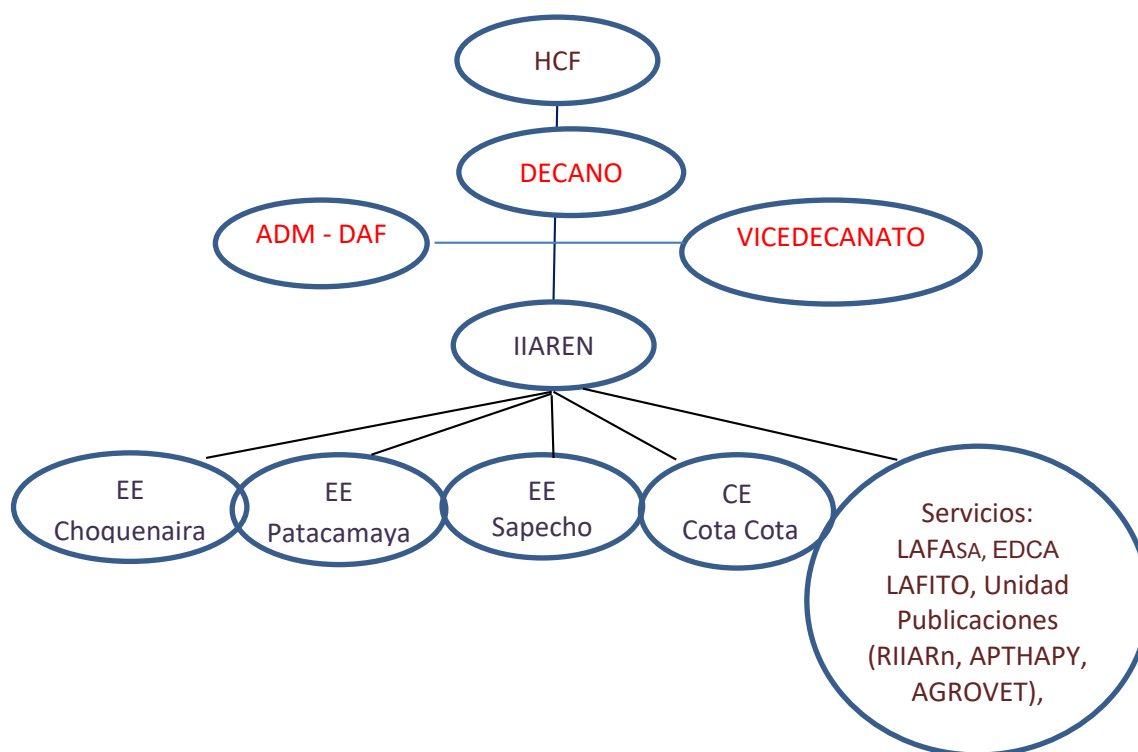 HCF
DECANO
ADM - DAF
VICEDECANATO
IIAREN
EE
Choquenaira
EE
Patacamaya
EE
Sapecho
CE
Cota Cota
Servicios:
LAFASA, EDCA
LAFITO, Unidad
Publicaciones
(RIIARn, APTHAPY,
AGROVET),